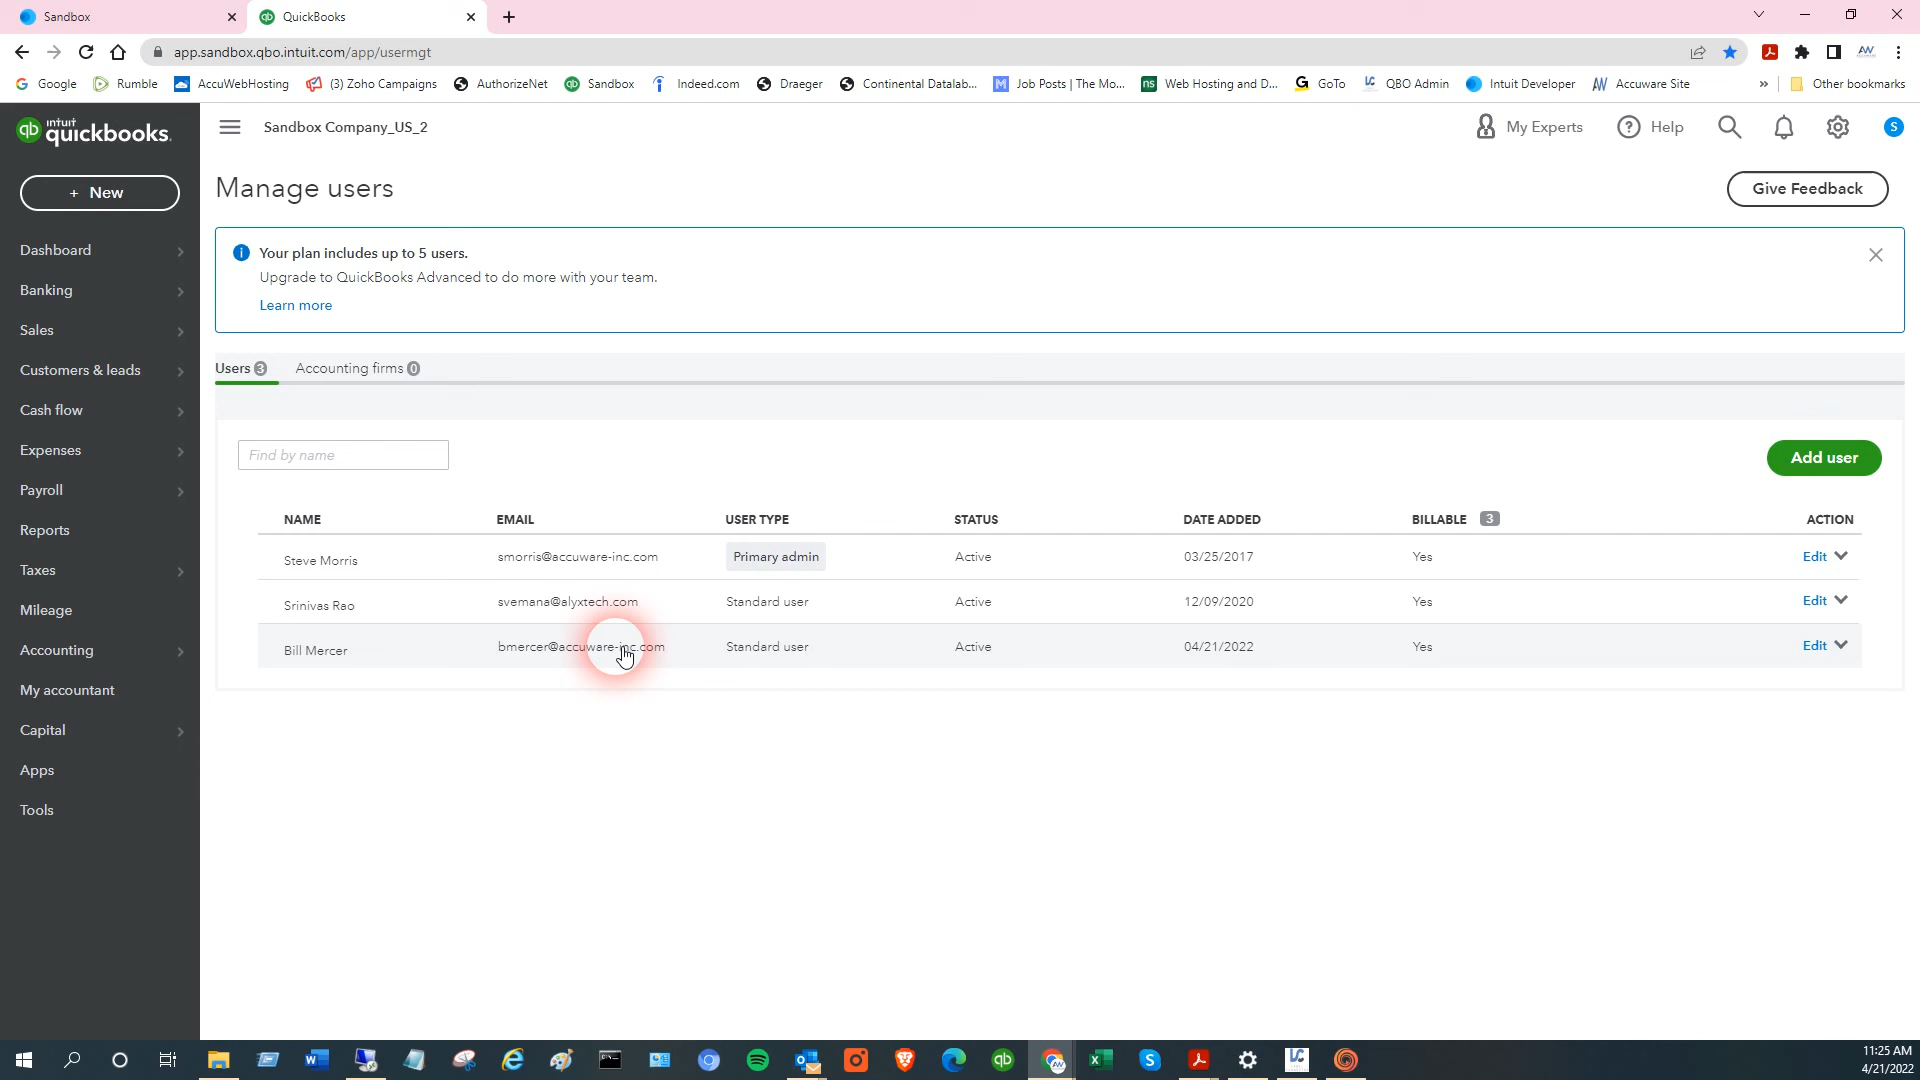 Sandbox
QuickBooks
app.sandbox.qbo.intuit.com/app/usermgt
Google
Rumble
AccuWebHosting
(3) Zoho Campaigns
AuthorizeNet
Sandbox
Indeed.com
Draeger
Continental Datalab...
Job Posts | The Mo...
Web Hosting and D...
GoTo
QBO Admin
Intuit Developer
Accuware Site
»
Other bookmarks
intuit
quickbooks.
Sandbox Company_US_2
My Experts
Help
S
+ New
Manage users
Give Feedback
Dashboard
Banking
Sales
Customers & leads
Cash flow
Expenses
Payroll
Reports
Taxes
Mileage
Accounting
My accountant
Capital
Apps
Tools
Your plan includes up to 5 users.
Upgrade to QuickBooks Advanced to do more with your team.
Learn more
Users 3 Accounting firms 0
Find by name
Add user
NAME EMAIL USER TYPE STATUS DATE ADDED BILLABLE 3 ACTION
Steve Morris smorris@accuware-inc.com Primary admin Active 03/25/2017 Yes Edit
Srinivas Rao svemana@alyxtech.com Standard user Active 12/09/2020 Yes Edit
Bill Mercer bmercer@accuware-inc.com Standard user Active 04/21/2022 Yes Edit
11:25 AM
4/21/2022